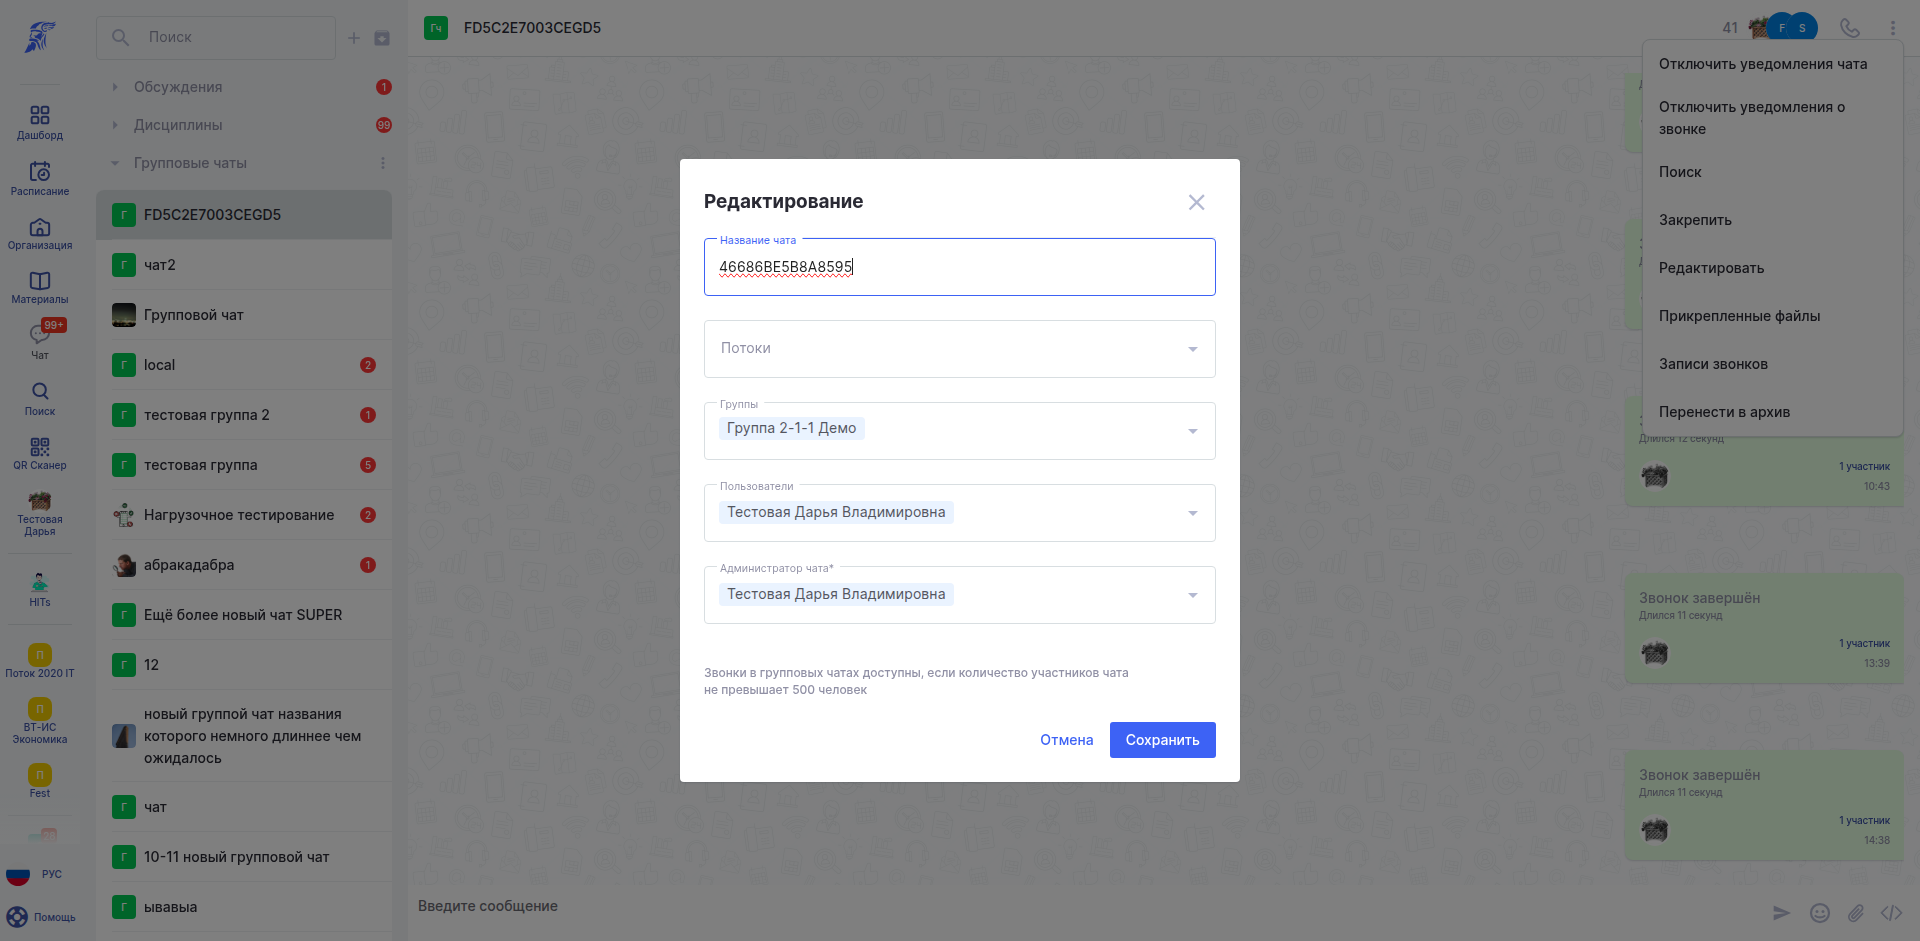 Поиск
Дашборд
Расписание
Организация
Материалы
99+
Чат
Поиск
QR Сканер
Тестовая
Дарья
HITs
П
Поток 2020 IT
П
ВТ-ИС
Экономика
П
Fest
РУС
Помощь
Обсуждения
1
Дисциплины
99
Групповые чаты
Г
FD5C2E7003CEGD5
Г
чат2
Групповой чат
Г
local
2
Г
тестовая группа 2
1
Г
тестовая группа
5
Нагрузочное тестирование
2
абракадабра
1
Г
Ещё более новый чат SUPER
Г
12
новый группой чат названия
которого немного длиннее чем
ожидалось
Г
чат
Г
10-11 новый групповой чат
Г
ывавыа
Гч
FD5C2E7003CEGD5
41
F
S
Отключить уведомления чата
Отключить уведомления о
звонке
Поиск
Закрепить
Редактировать
Прикрепленные файлы
Записи звонков
Перенести в архив
Длился 12 секунд
1 участник
10:43
Звонок завершён
Длился 11 секунд
1 участник
13:39
Звонок завершён
Длился 11 секунд
1 участник
14:38
Введите сообщение
Редактирование
Название чата
46686BE5B8A8595
Потоки
Группы
Группа 2-1-1 Демо
Пользователи
Тестовая Дарья Владимировна
Администратор чата*
Тестовая Дарья Владимировна
Звонки в групповых чатах доступны, если количество участников чата
не превышает 500 человек
Отмена
Сохранить